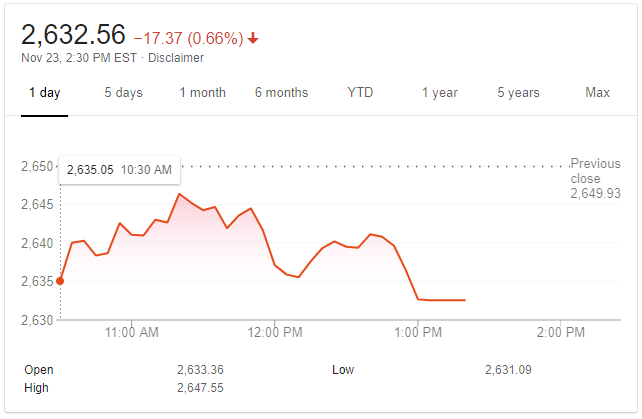 2,632.56 −17.37 (0.66%)
Nov 23, 2:30 PM EST · Disclaimer
1 day 5 days 1 month 6 months YTD 1 year 5 years Max
2,650
2,635.05 10:30 AM
Previous
close
2,649.93
2,645
2,640
2,635
2,630
11:00 AM 12:00 PM 1:00 PM 2:00 PM
Open 2,633.36 Low 2,631.09
High 2,647.55